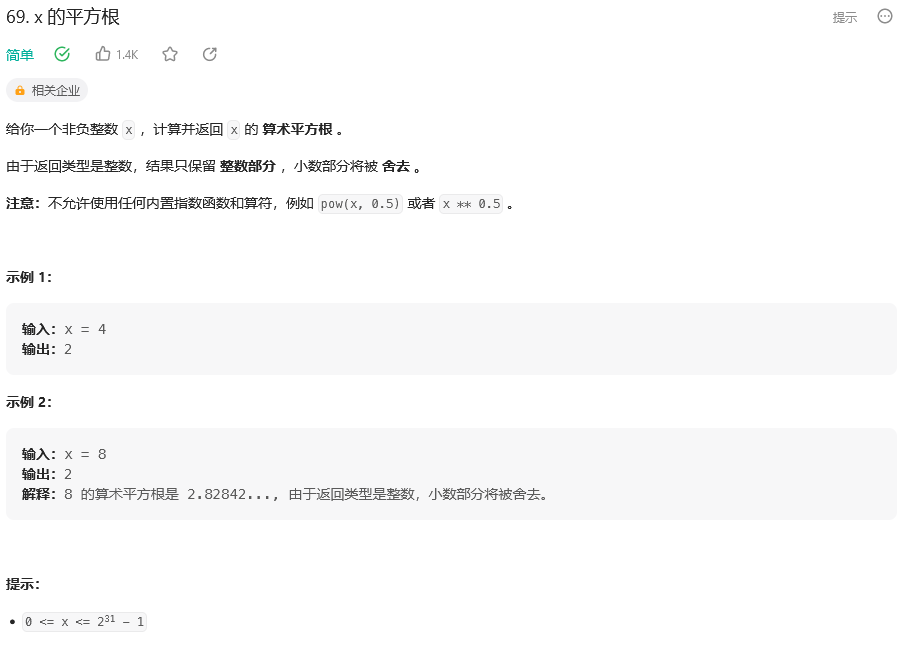 69. x 的平方根
提示
简单 1.4K
相关企业
给你一个非负整数 x ，计算并返回 x 的 算术平方根 。
由于返回类型是整数，结果只保留 整数部分 ，小数部分将被 舍去 。
注意：不允许使用任何内置指数函数和算符，例如 pow(x, 0.5) 或者 x ** 0.5 。
示例 1：
输入：x = 4
输出：2
示例 2：
输入：x = 8
输出：2
解释：8 的算术平方根是 2.82842..., 由于返回类型是整数，小数部分将被舍去。
提示：
• 0 <= x <= 2³¹ - 1